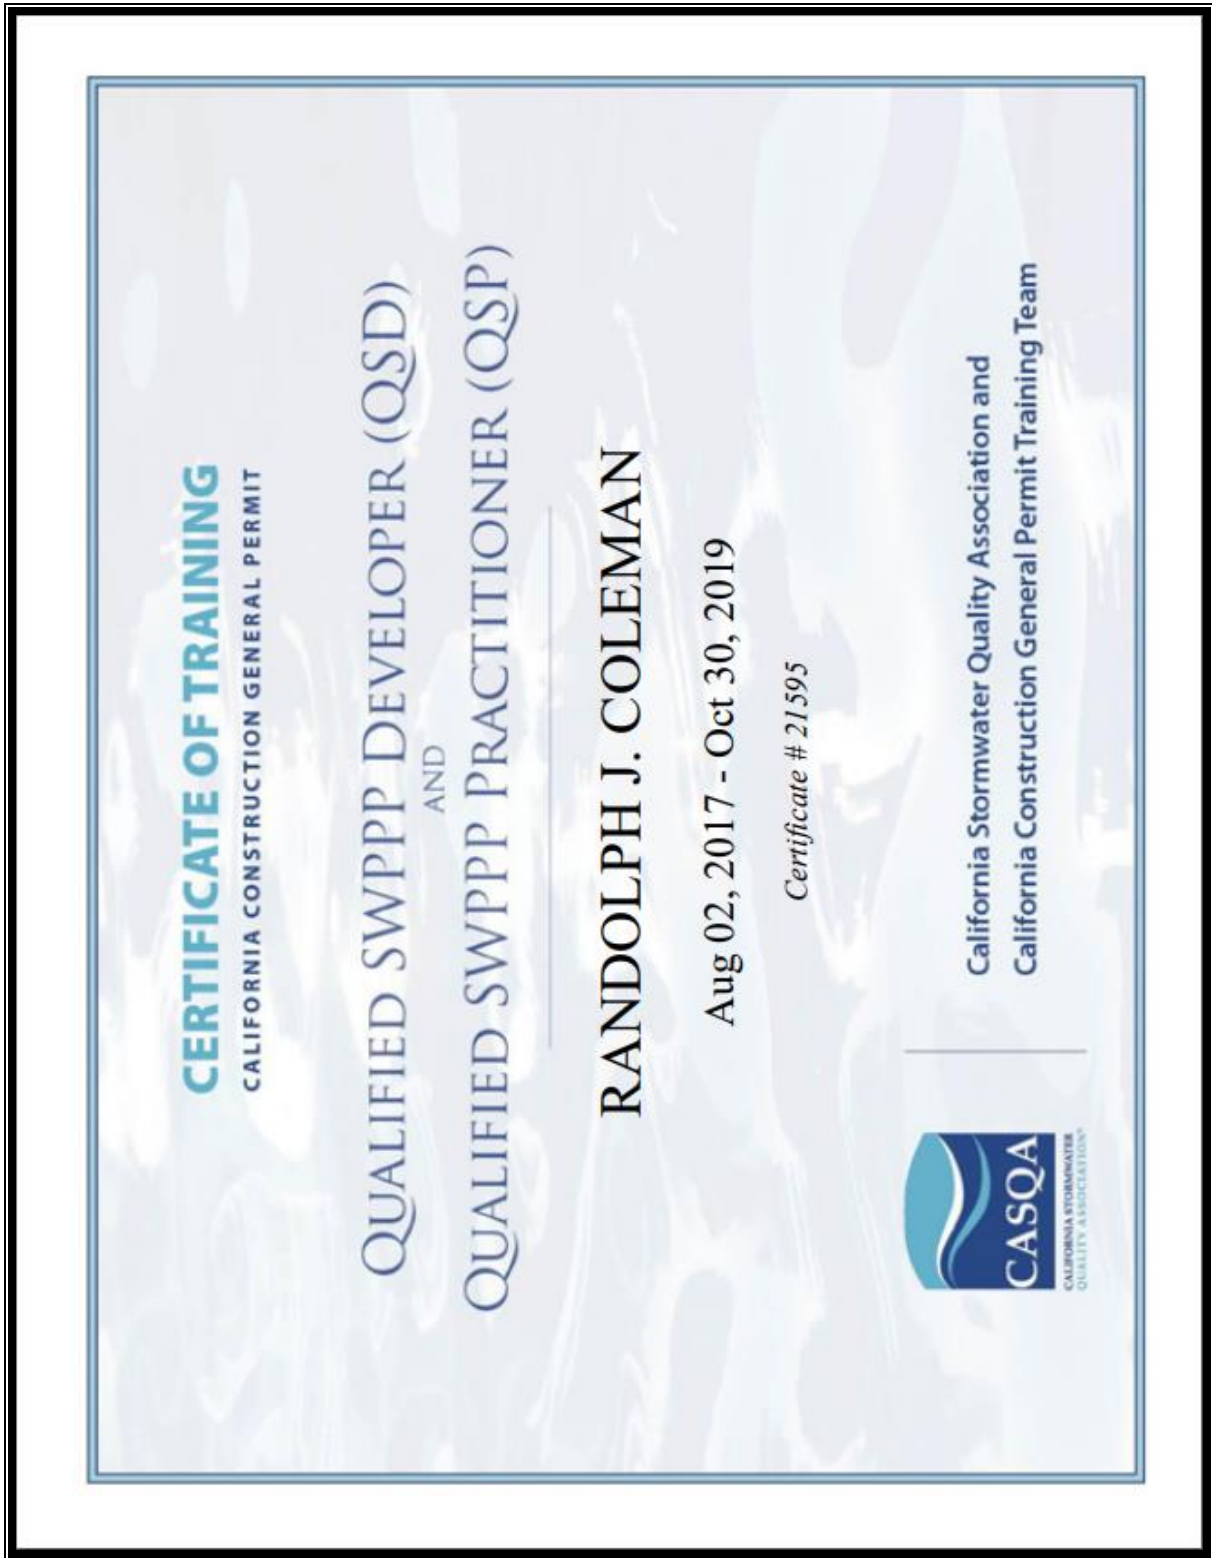 CERTIFICATE OF TRAINING
CALIFORNIA CONSTRUCTION GENERAL PERMIT
QUALIFIED SWPPP DEVELOPER (QSD)
AND
QUALIFIED SWPPP PRACTITIONER (QSP)
RANDOLPH J. COLEMAN
Aug 02, 2017 - Oct 30, 2019
Certificate # 21595
CASQA
CALIFORNIA STORMWATER
QUALITY ASSOCIATION®
California Stormwater Quality Association and
California Construction General Permit Training Team